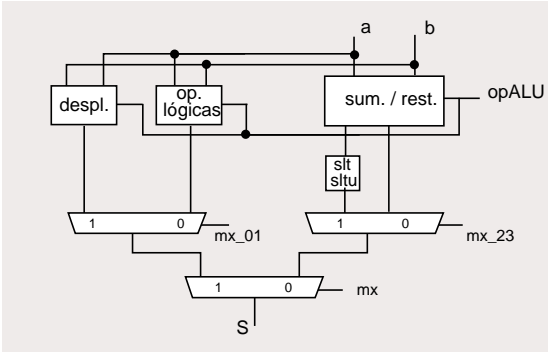 a
b
despl.
op.
lógicas
sum. / rest.
opALU
slt
sltu
1
0
mx_01
1
0
mx_23
1
0
mx
S